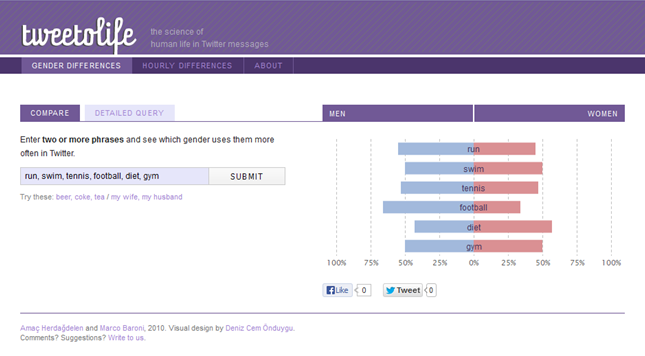 tweetolife
the science of
human life in Twitter messages
GENDER DIFFERENCES HOURLY DIFFERENCES ABOUT
COMPARE DETAILED QUERY
Enter two or more phrases and see which gender uses them more
often in Twitter.
run, swim, tennis, football, diet, gym SUBMIT
Try these: beer, coke, tea / my wife, my husband
MEN WOMEN
run
swim
tennis
football
diet
gym
100% 75% 50% 25% 0% 25% 50% 75% 100%
Like 0 Tweet 0
Amaç Herdağdelen and Marco Baroni, 2010. Visual design by Deniz Cem Önduygu.
Comments? Suggestions? Write to us.